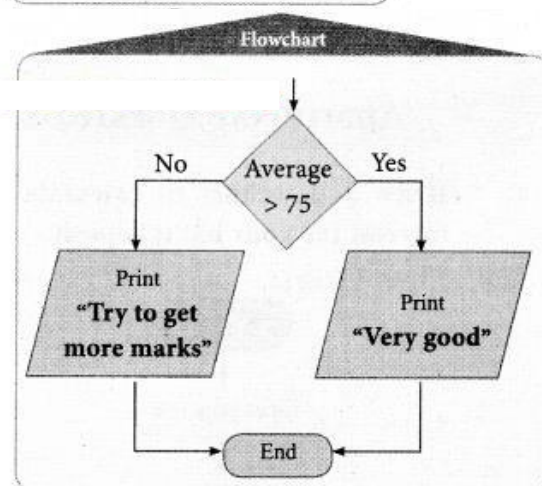 Flowchart
No
Average
> 75
Yes
Print
“Try to get
more marks”
Print
“Very good”
End